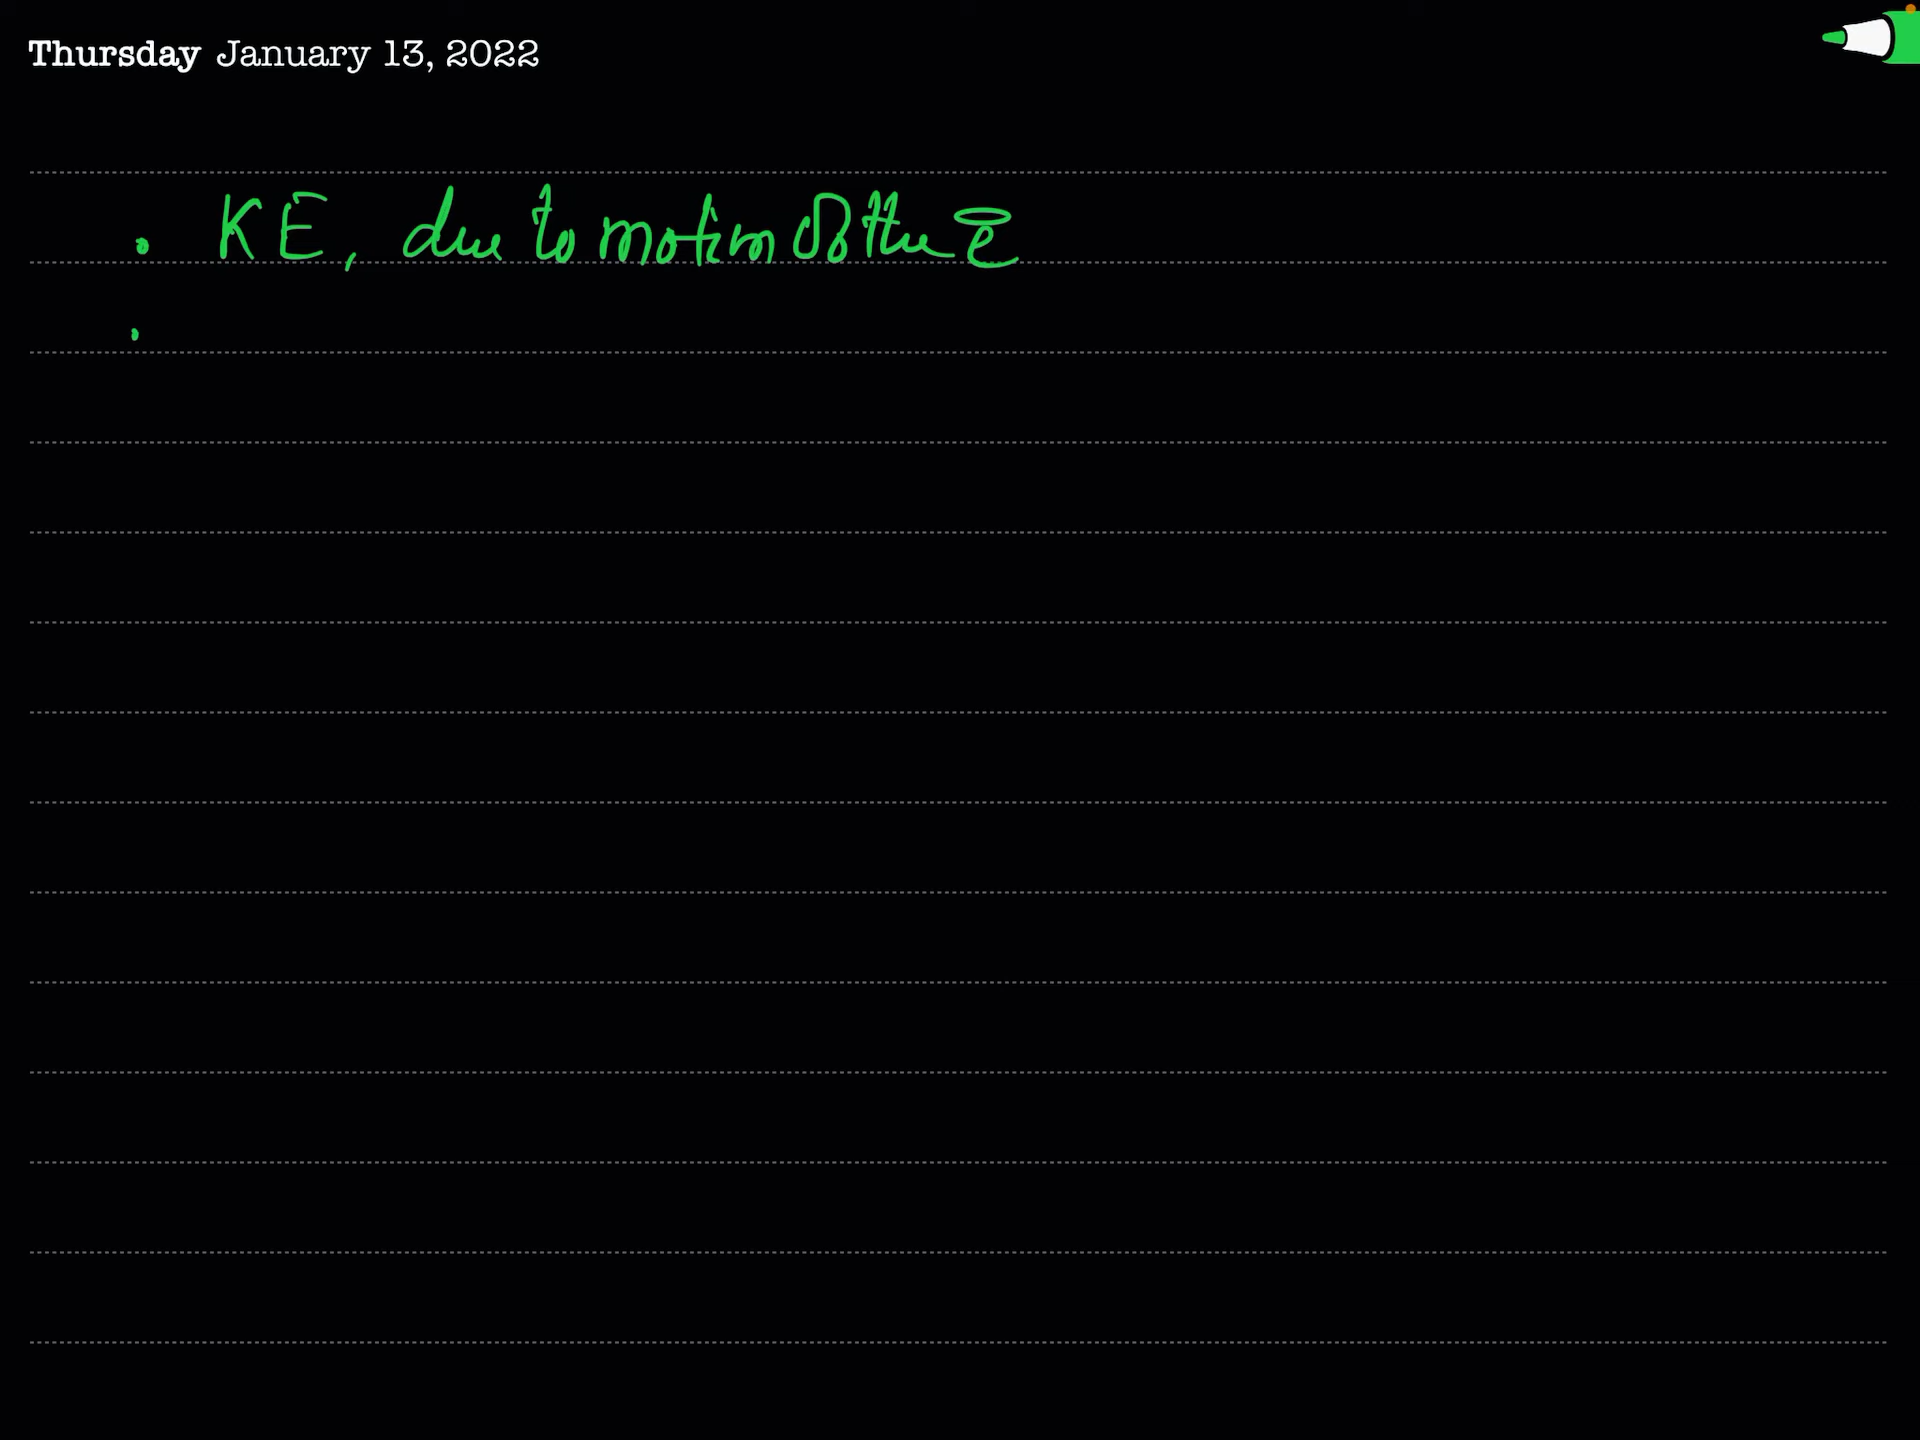 Thursday January 13, 2022
• KE, due to motion of the ē
•